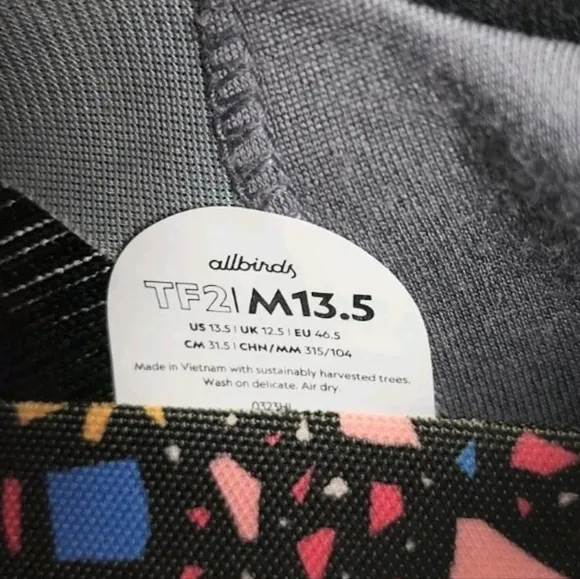 allbirds
TF2| M13.5
US 13.5 | UK 12.5 | EU 46.5
CM 31.5 | CHN/MM 315/104
Made in Vietnam with sustainably harvested trees.
Wash on delicate. Air dry